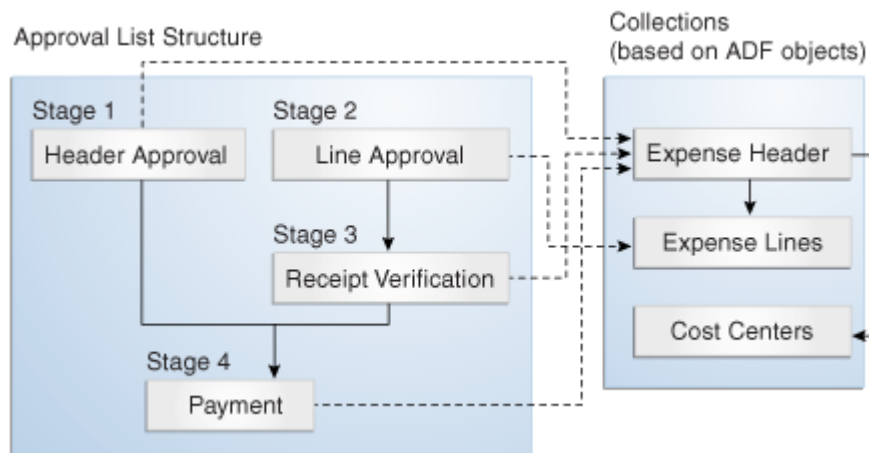 Approval List Structure
Collections
(based on ADF objects)
Stage 1
Header Approval
Stage 2
Line Approval
Stage 3
Receipt Verification
Stage 4
Payment
Expense Header
Expense Lines
Cost Centers